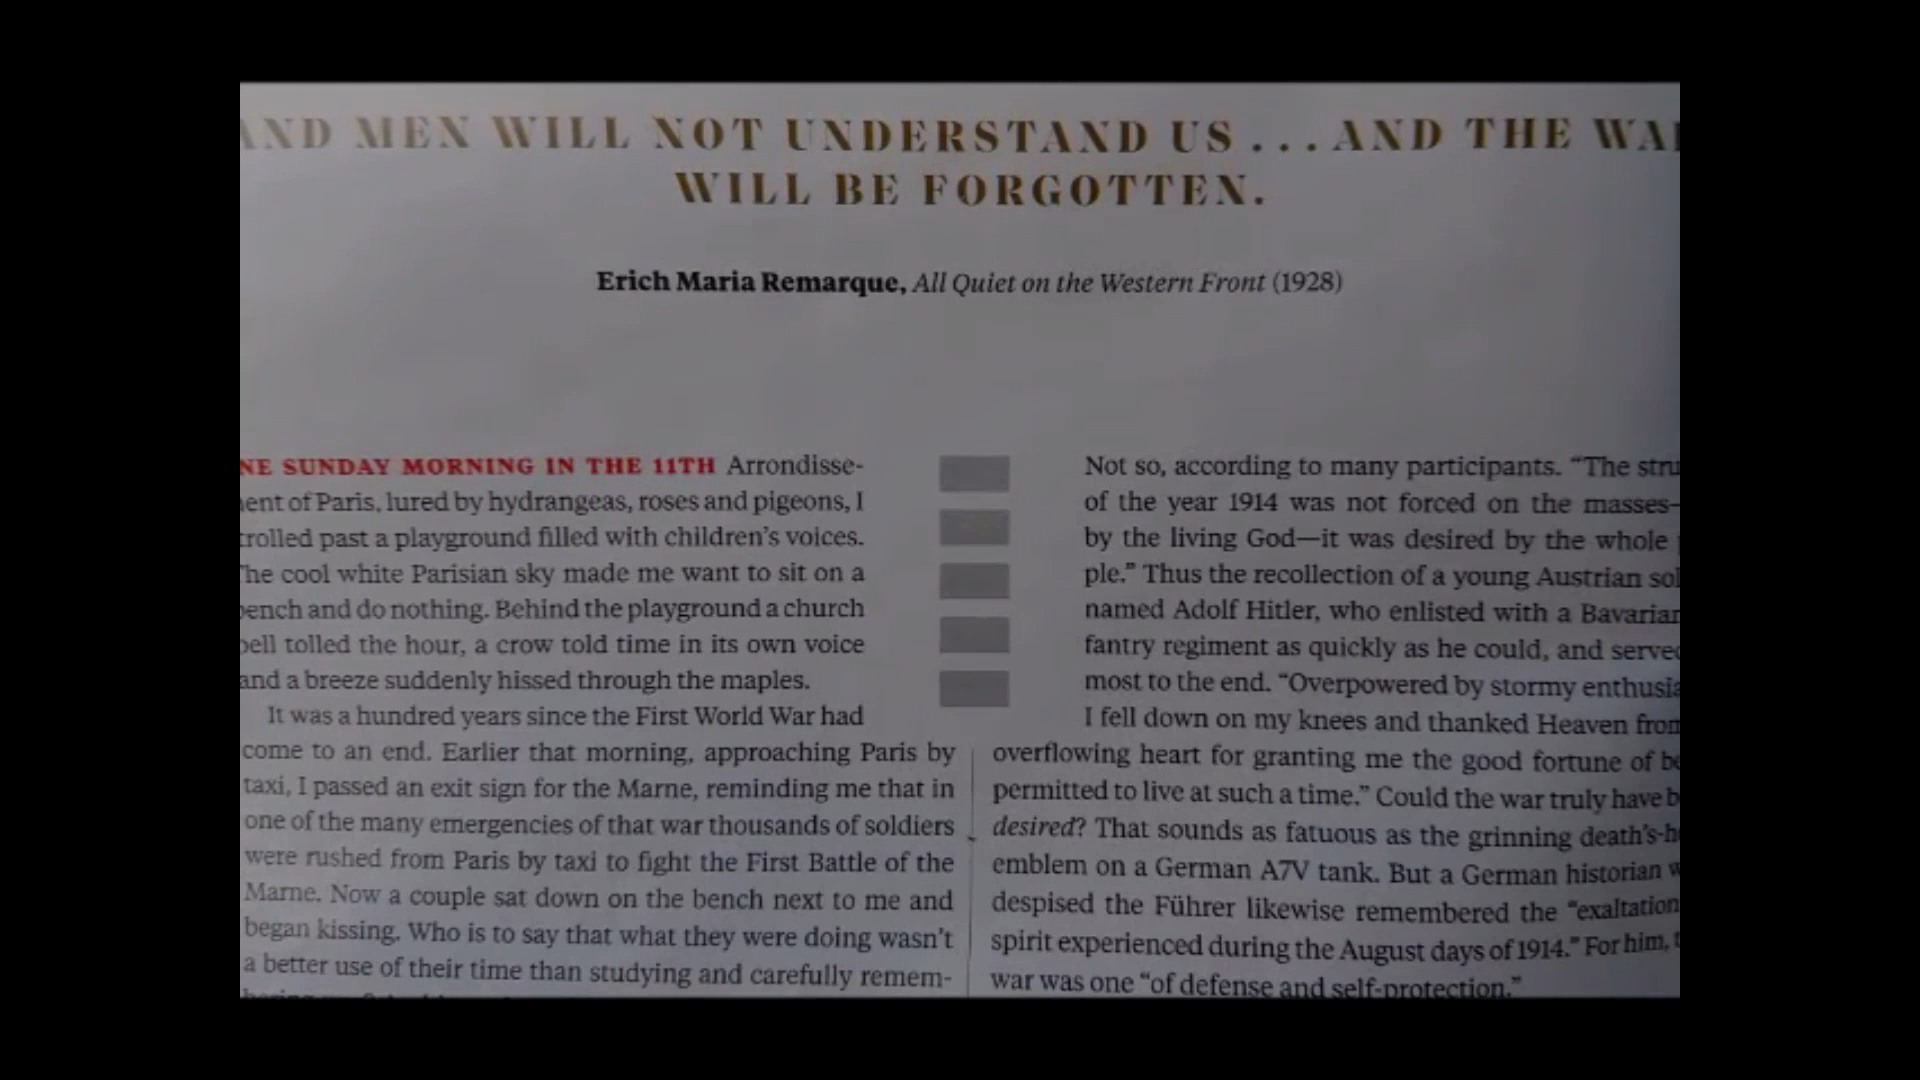 AND MEN WILL NOT UNDERSTAND US . . . AND THE
WILL BE FORGOTTEN.
Erich Maria Remarque, All Quiet on the Western Front (1928)
SUNDAY MORNING IN THE 11TH Arrondisse-
of Paris, lured by hydrangeas, roses and pigeons, I
past a playground filled with children’s voices.
The cool white Parisian sky made me want to sit on a
bench and do nothing. Behind the playground a church
bell tolled the hour, a crow told time in its own voice
and a breeze suddenly hissed through the maples.
It was a hundred years since the First World War had
come to an end. Earlier that morning, approaching Paris by
taxi, I passed an exit sign for the Marne, reminding me that in
one of the many emergencies of that war thousands of soldiers
were rushed from Paris by taxi to fight the First Battle of the
Marne. Now a couple sat down on the bench next to me and
began kissing. Who is to say that what they were doing wasn’t
a better use of their time than studying and carefully remem-
Not so, according to many participants. “The
of the year 1914 was not forced on the masses—
by the living God—it was desired by the whole
ple.” Thus the recollection of a young Austrian
named Adolf Hitler, who enlisted with a Bavarian
fantry regiment as quickly as he could, and served
most to the end. “Overpowered by stormy
I fell down on my knees and thanked Heaven from
overflowing heart for granting me the good fortune of
permitted to live at such a time.” Could the war truly have
desired? That sounds as fatuous as the grinning
emblem on a German A7V tank. But a German historian
despised the Führer likewise remembered the “exaltation
spirit experienced during the August days of 1914.” For him,
war was one “of defense and self-protection.”